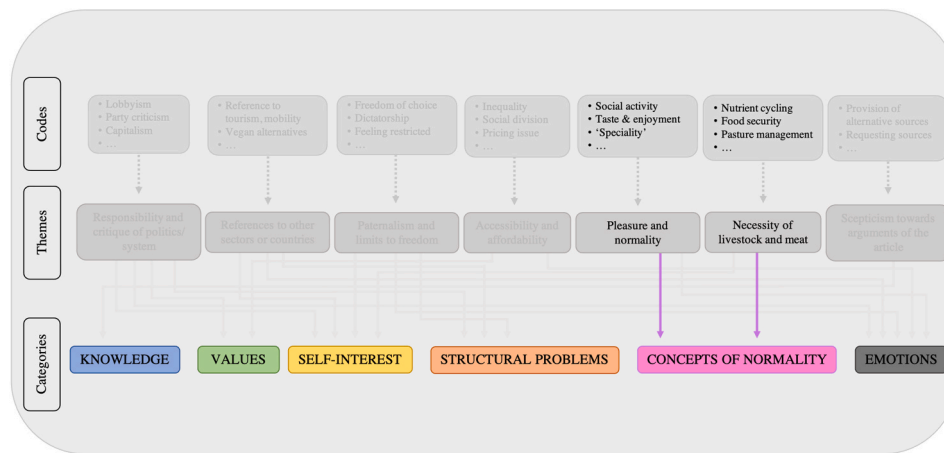 Codes
• Lobbyism
• Party criticism
• Capitalism
• …
• Reference to
tourism, mobility
• Vegan alternatives
• …
• Freedom of choice
• Dictatorship
• Feeling restricted
• …
• Inequality
• Social division
• Pricing issue
• …
• Social activity
• Taste & enjoyment
• ‘Speciality’
• …
• Nutrient cycling
• Food security
• Pasture management
• …
• Provision of
alternative sources
• Requesting sources
• …
Themes
Responsibility and
critique of politics/
system
References to other
sectors or countries
Paternalism and
limits to freedom
Accessibility and
affordability
Pleasure and
normality
Necessity of
livestock and meat
Scepticism towards
arguments of the
article
Categories
KNOWLEDGE
VALUES
SELF-INTEREST
STRUCTURAL PROBLEMS
CONCEPTS OF NORMALITY
EMOTIONS